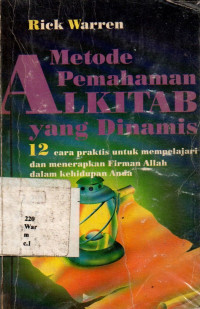 Rick Warren
Metode
Pemahaman
ALKITAB
yang Dinamis
12 cara praktis untuk mempelajari
dan menerapkan Firman Allah
dalam kehidupan Anda
220
War
m
c.1